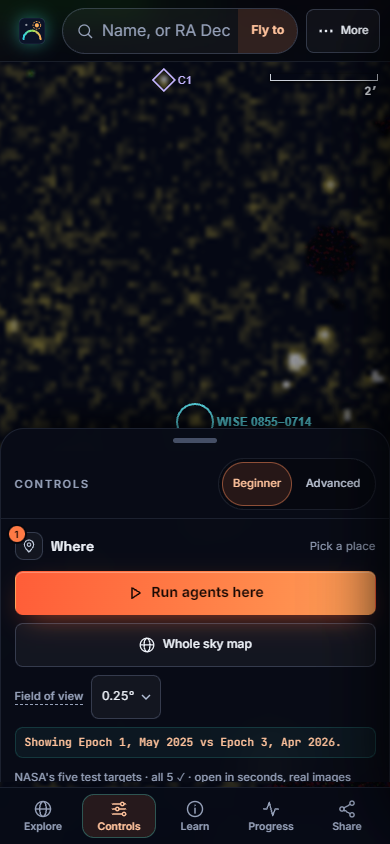 Name, or RA Dec
Fly to
··· More
C1
2′
WISE 0855−0714
CONTROLS
Beginner
Advanced
1
Where
Pick a place
Run agents here
Whole sky map
Field of view
0.25°
Showing Epoch 1, May 2025 vs Epoch 3, Apr 2026.
NASA's five test targets · all 5 ✓ · open in seconds, real images
Explore
Controls
Learn
Progress
Share